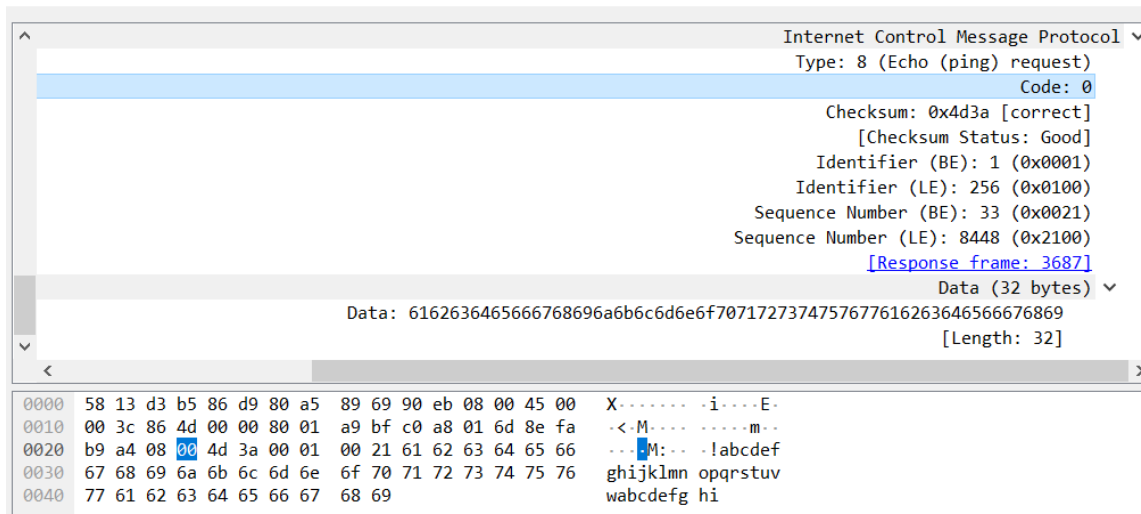 Internet Control Message Protocol
Type: 8 (Echo (ping) request)
Code: 0
Checksum: 0x4d3a [correct]
[Checksum Status: Good]
Identifier (BE): 1 (0x0001)
Identifier (LE): 256 (0x0100)
Sequence Number (BE): 33 (0x0021)
Sequence Number (LE): 8448 (0x2100)
[Response frame: 3687]
Data (32 bytes)
Data: 6162636465666768696a6b6c6d6e6f7071727374757677616263646566676869
[Length: 32]
0000 58 13 d3 b5 86 d9 80 a5 89 69 90 eb 08 00 45 00 X······· ·i····E·
0010 00 3c 86 4d 00 00 80 01 a9 bf c0 a8 01 6d 8e fa ·<·M···· ·····m··
0020 b9 a4 08 00 4d 3a 00 01 00 21 61 62 63 64 65 66 ····M:·· ·!abcdef
0030 67 68 69 6a 6b 6c 6d 6e 6f 70 71 72 73 74 75 76 ghijklmn opqrstuv
0040 77 61 62 63 64 65 66 67 68 69 wabcdefg hi